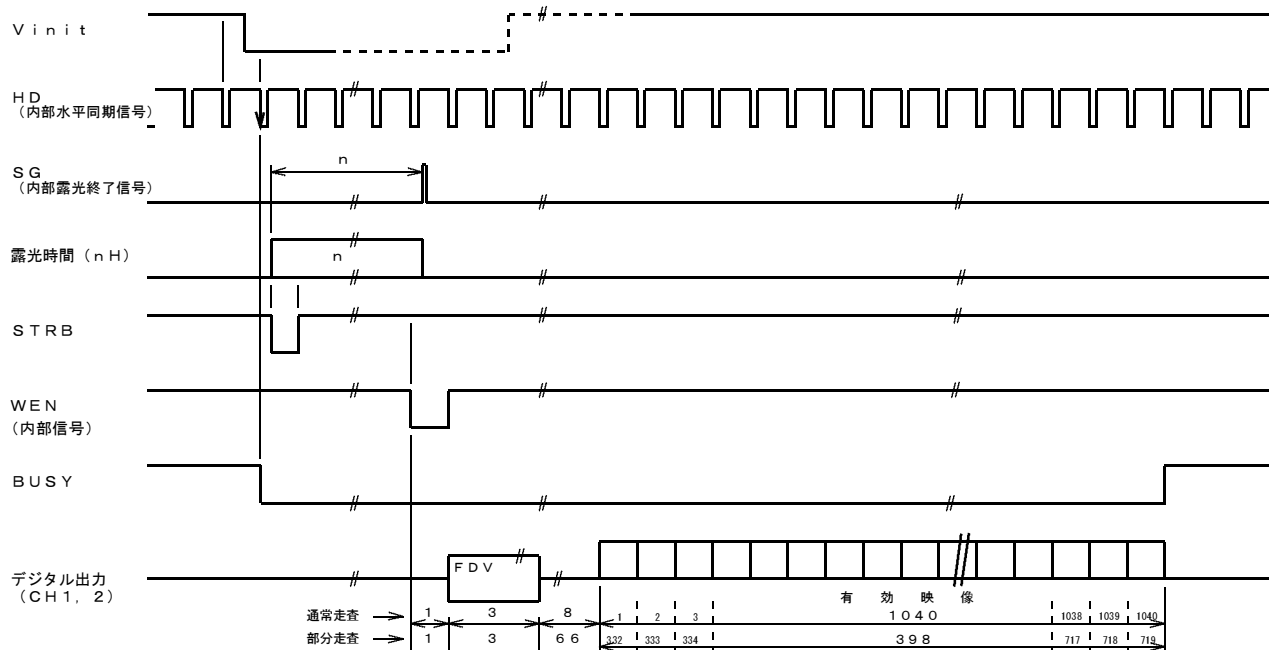 Vinit
HD
（内部水平同期信号）
n
SG
（内部露光終了信号）
露光時間（nH）
n
STRB
WEN
（内部信号）
BUSY
FDV
デジタル出力
（CH1，2）
有効映像
通常走査 1 3 8 1 2 3 1040 1038 1039 1040
部分走査 1 3 66 332 333 334 398 717 718 719